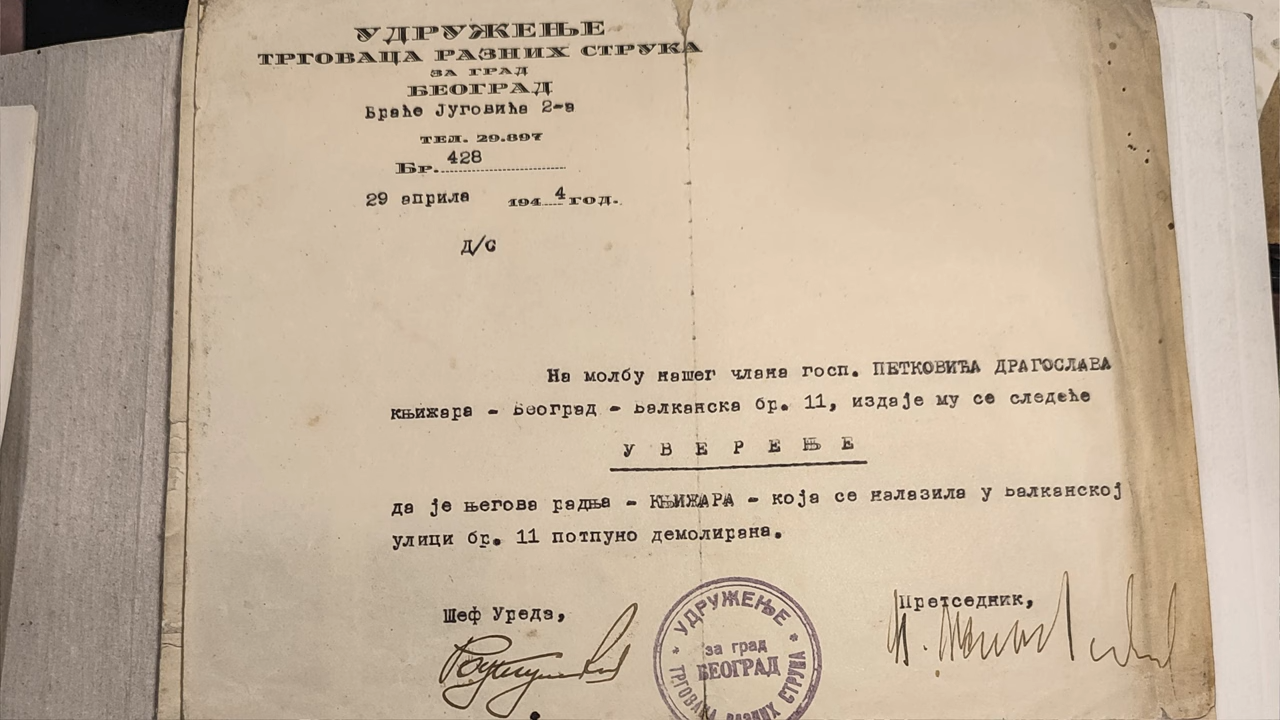 УДРУЖЕЊЕ
ТРГОВАЦА РАЗНИХ СТРУКА
ЗА ГРАД
БЕОГРАД
Браће Југовића 2-а
ТЕЛ. 29.897
Бр. 428
29 априла 1944 год.
Д/С
На молбу нашег члана госп. ПЕТКОВИЋА ДРАГОСЛАВА
књижара - Београд - Балканска бр. 11, издаје му се следеће
У В Е Р Е Њ Е
да је његова радња - КЊИЖАРА - која се налазила у Балканској
улици бр. 11 потпуно демолирана.
Шеф Уреда,
Претседник,
УДРУЖЕЊЕ
за град
БЕОГРАД
ТРГОВАЦА РАЗНИХ СТРУКА